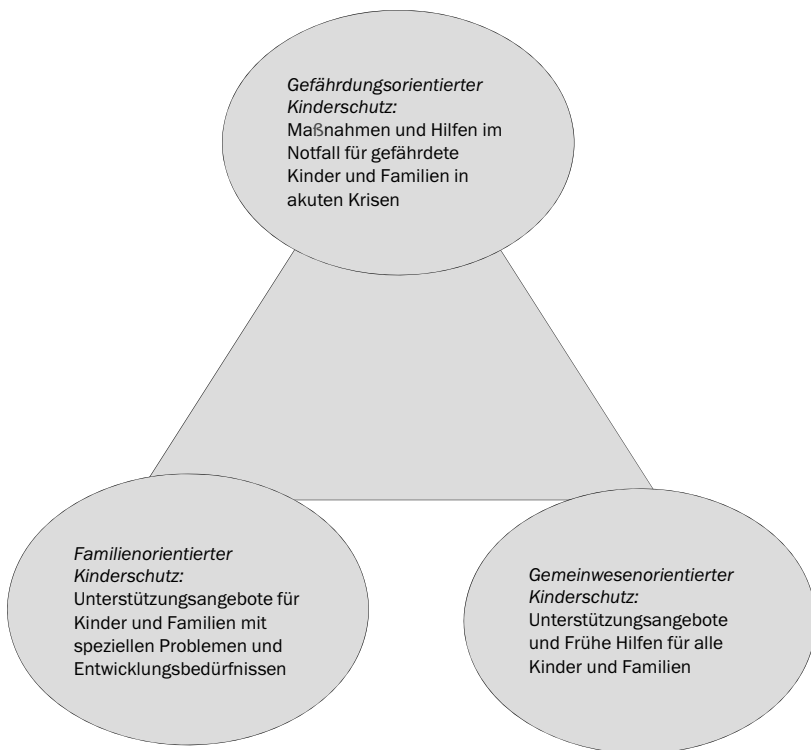 Gefährdungsorientierter
Kinderschutz:
Maßnahmen und Hilfen im
Notfall für gefährdete
Kinder und Familien in
akuten Krisen
Familienorientierter
Kinderschutz:
Unterstützungsangebote für
Kinder und Familien mit
speziellen Problemen und
Entwicklungsbedürfnissen
Gemeinwesenorientierter
Kinderschutz:
Unterstützungsangebote
und Frühe Hilfen für alle
Kinder und Familien